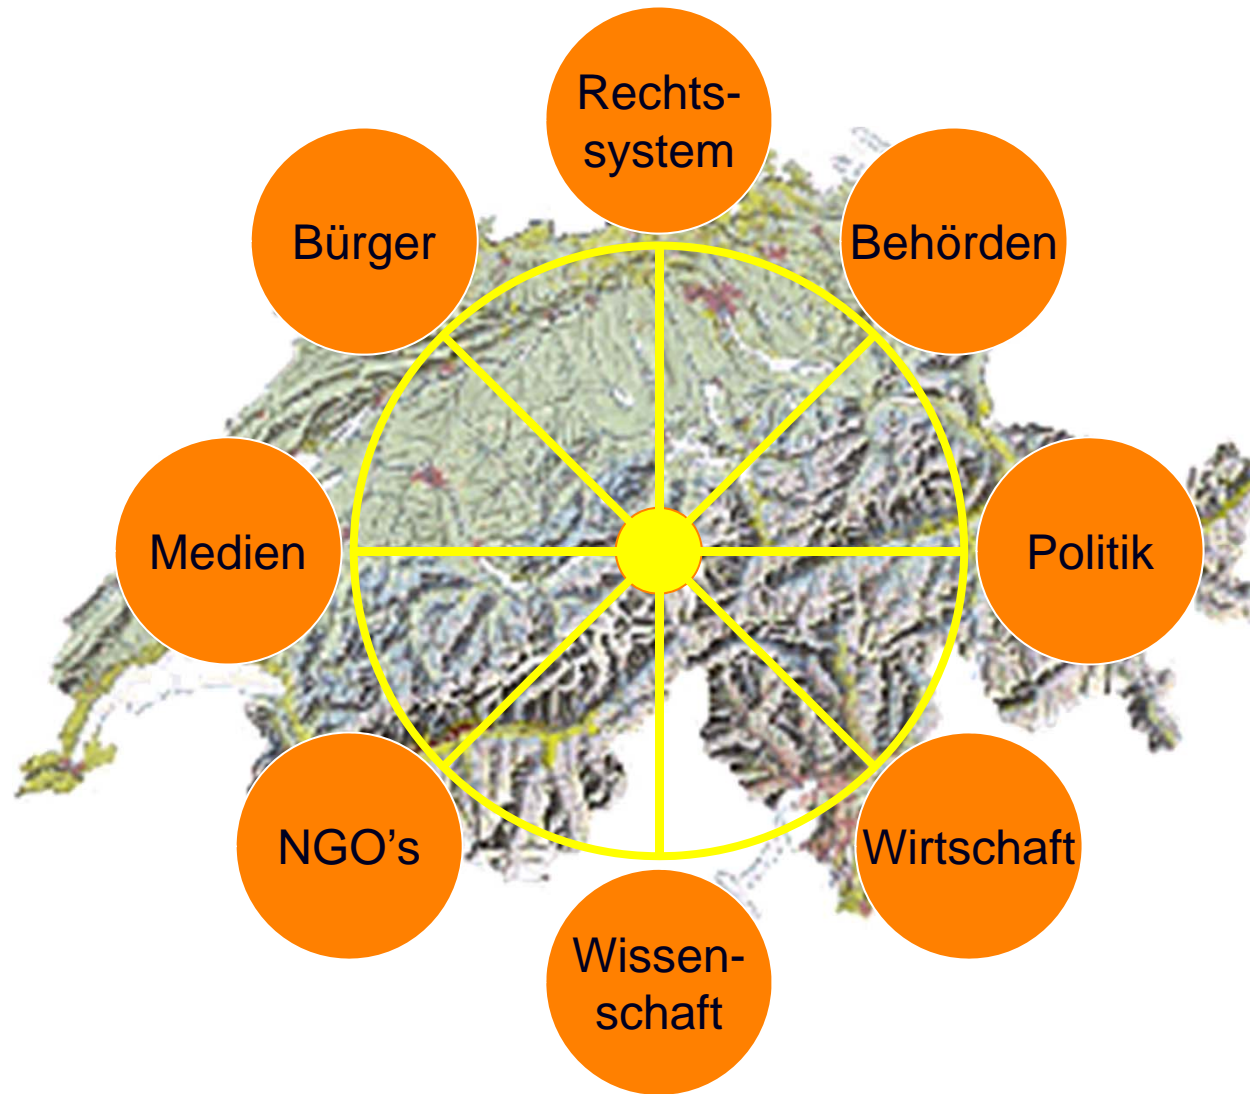 Rechts-
system
Bürger
Behörden
Medien
Politik
NGO’s
Wirtschaft
Wissen-
schaft